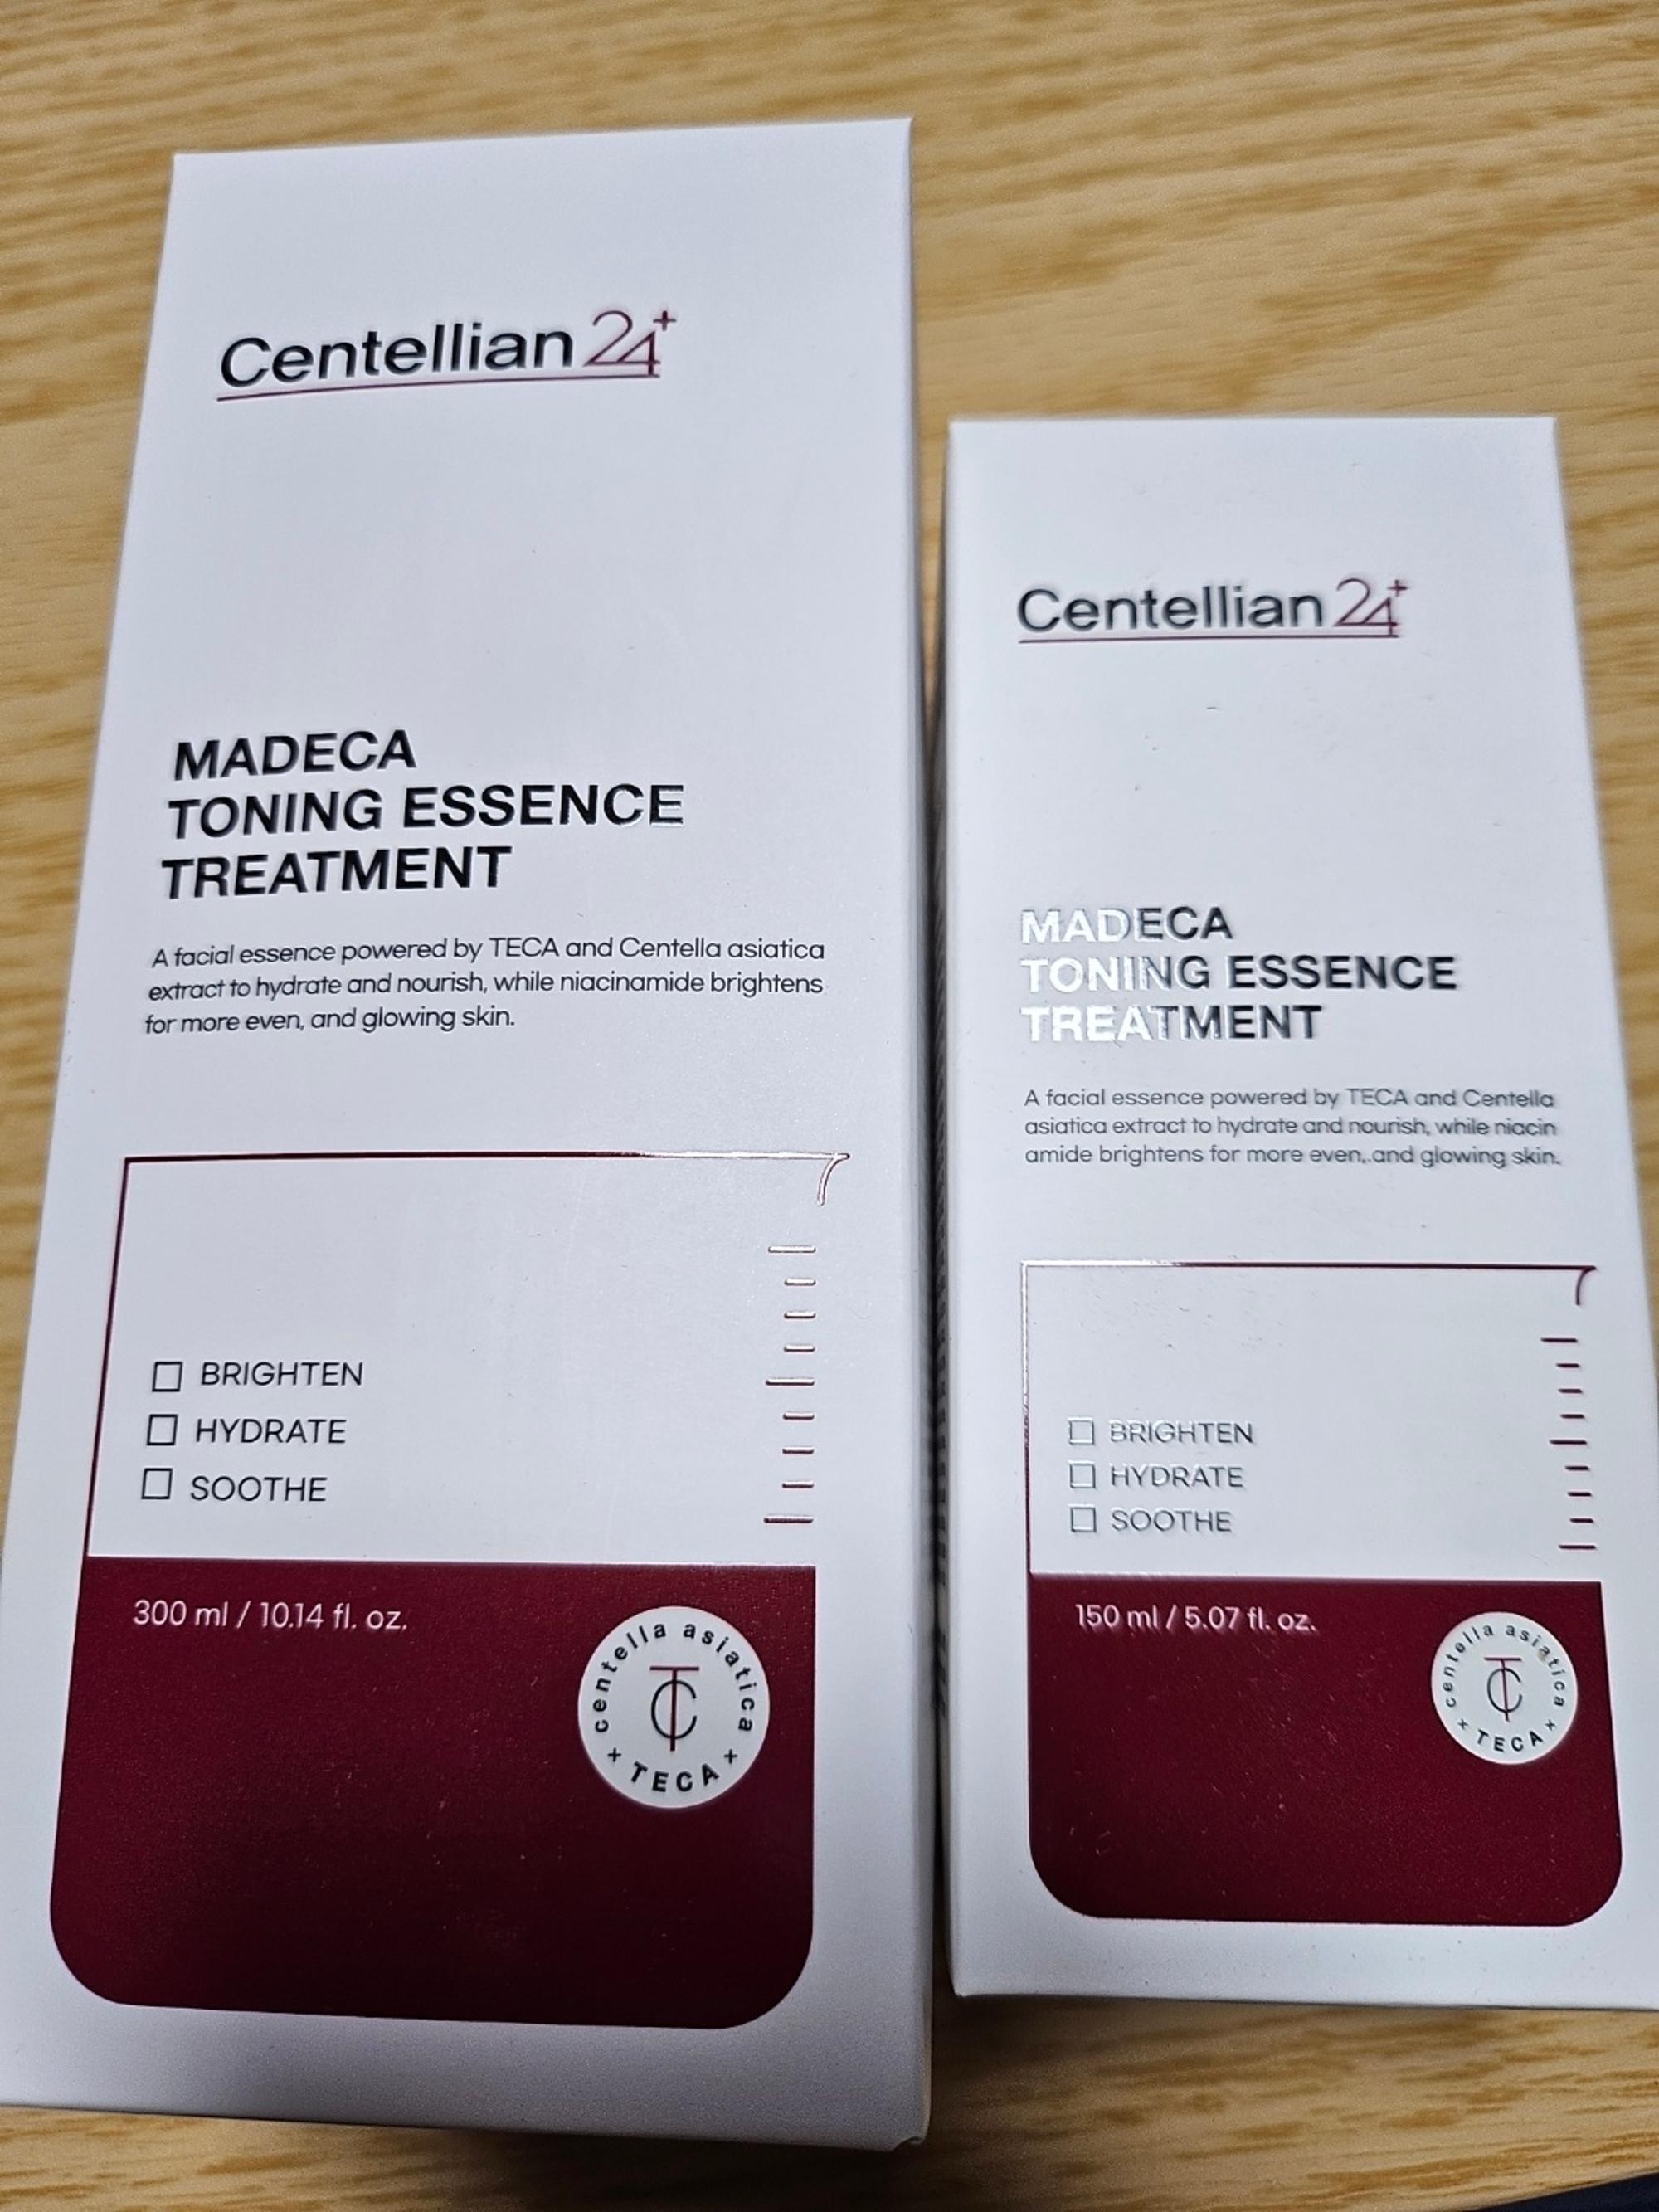 Centellian 24+
MADECA
TONING ESSENCE
TREATMENT
A facial essence powered by TECA and Centella asiatica
extract to hydrate and nourish, while niacinamide brightens
for more even, and glowing skin.
BRIGHTEN
HYDRATE
SOOTHE
300 ml / 10.14 fl. oz.
centella asiatica
TC
+ TECA +
Centellian 24+
MADECA
TONING ESSENCE
TREATMENT
A facial essence powered by TECA and Centella
asiatica extract to hydrate and nourish, while niacin
amide brightens for more even, and glowing skin.
BRIGHTEN
HYDRATE
SOOTHE
150 ml / 5.07 fl. oz.
centella asiatica
TC
+ TECA +